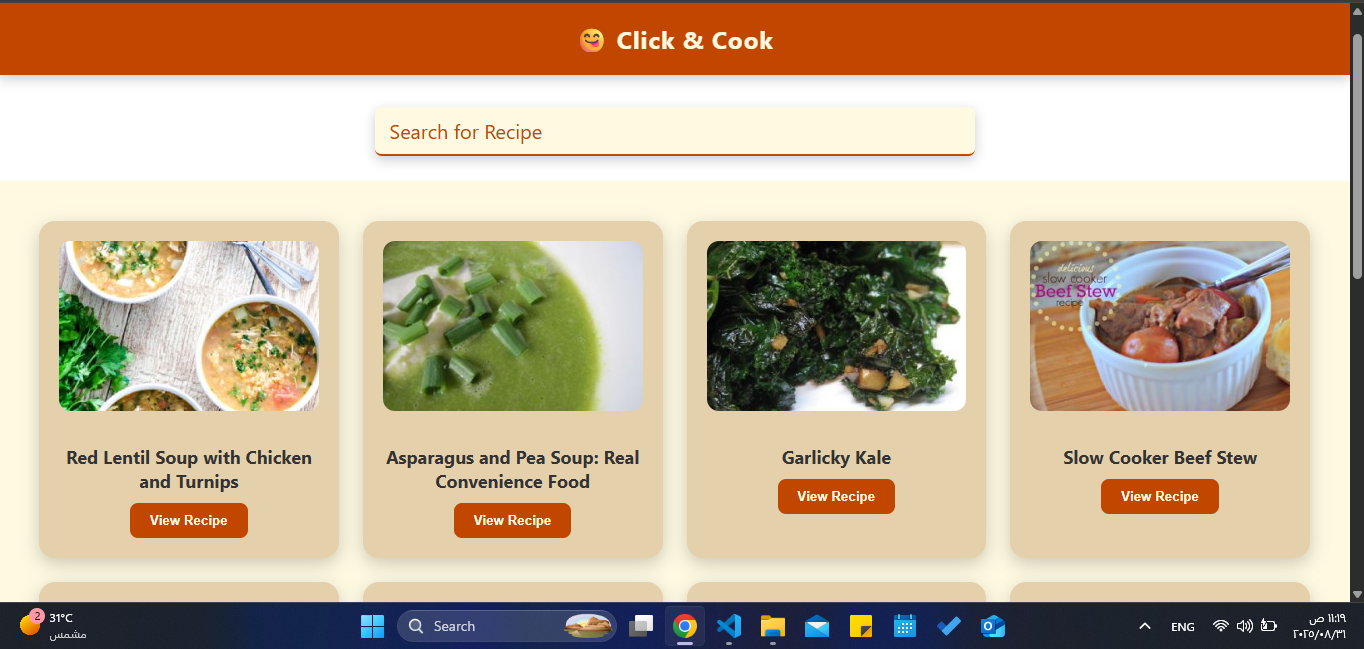 😋 Click & Cook
Search for Recipe
delicious
slow cooker
Beef Stew
recipe
Red Lentil Soup with Chicken
and Turnips
View Recipe
Asparagus and Pea Soup: Real
Convenience Food
View Recipe
Garlicky Kale
View Recipe
Slow Cooker Beef Stew
View Recipe
2
31°C
مشمس
Search
ENG
١١:١٩ ص
٢٠٢٥/٠٨/٣١